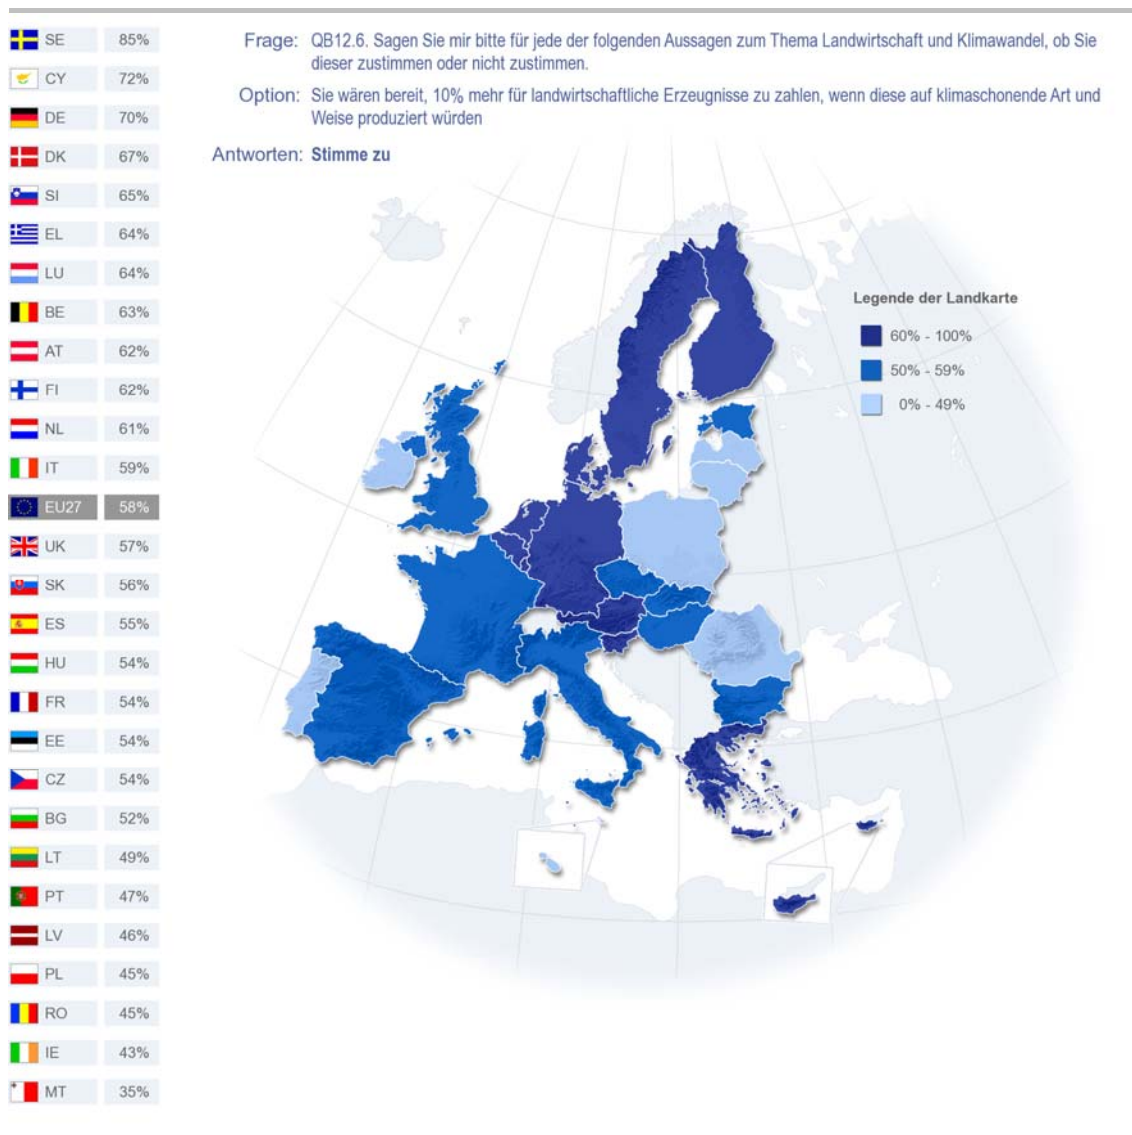 SE 85%
CY 72%
DE 70%
DK 67%
SI 65%
EL 64%
LU 64%
BE 63%
AT 62%
FI 62%
NL 61%
IT 59%
EU27 58%
UK 57%
SK 56%
ES 55%
HU 54%
FR 54%
EE 54%
CZ 54%
BG 52%
LT 49%
PT 47%
LV 46%
PL 45%
RO 45%
IE 43%
MT 35%
Frage: QB12.6. Sagen Sie mir bitte für jede der folgenden Aussagen zum Thema Landwirtschaft und Klimawandel, ob Sie
dieser zustimmen oder nicht zustimmen.
Option: Sie wären bereit, 10% mehr für landwirtschaftliche Erzeugnisse zu zahlen, wenn diese auf klimaschonende Art und
Weise produziert würden
Antworten: Stimme zu
Legende der Landkarte
60% - 100%
50% - 59%
0% - 49%